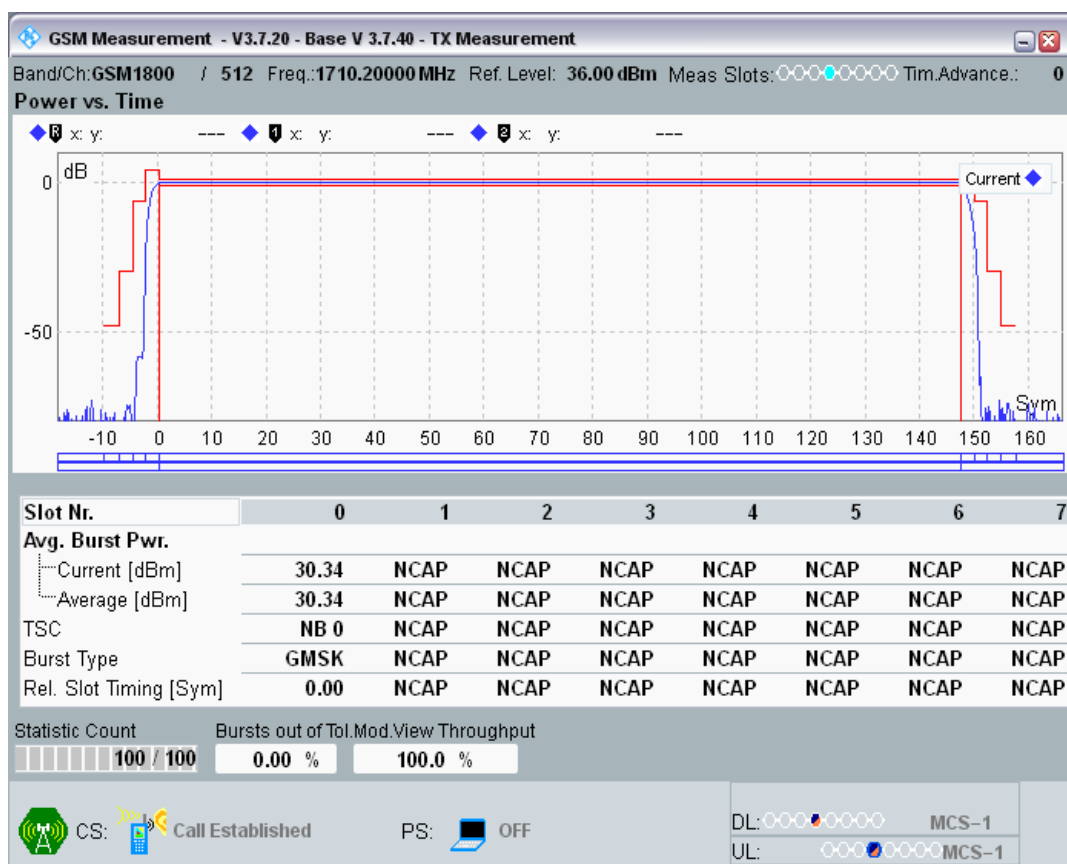 GSM Measurement - V3.7.20 - Base V 3.7.40 - TX Measurement
Band/Ch:GSM1800 / 512 Freq.:1710.20000 MHz Ref. Level: 36.00 dBm Meas Slots: Tim.Advance.: 0
Power vs. Time
R x: y: --- 1 x: y: --- 2 x: y: ---
dB
Current
0
-50
Sym
-10 0 10 20 30 40 50 60 70 80 90 100 110 120 130 140 150 160
Slot Nr. 0 1 2 3 4 5 6 7
Avg. Burst Pwr.
Current [dBm] 30.34 NCAP NCAP NCAP NCAP NCAP NCAP NCAP
Average [dBm] 30.34 NCAP NCAP NCAP NCAP NCAP NCAP NCAP
TSC NB 0 NCAP NCAP NCAP NCAP NCAP NCAP NCAP
Burst Type GMSK NCAP NCAP NCAP NCAP NCAP NCAP NCAP
Rel. Slot Timing [Sym] 0.00 NCAP NCAP NCAP NCAP NCAP NCAP NCAP
Statistic Count Bursts out of Tol. Mod.View Throughput
100 / 100 0.00 % 100.0 %
CS: Call Established PS: OFF
DL: MCS-1
UL: MCS-1